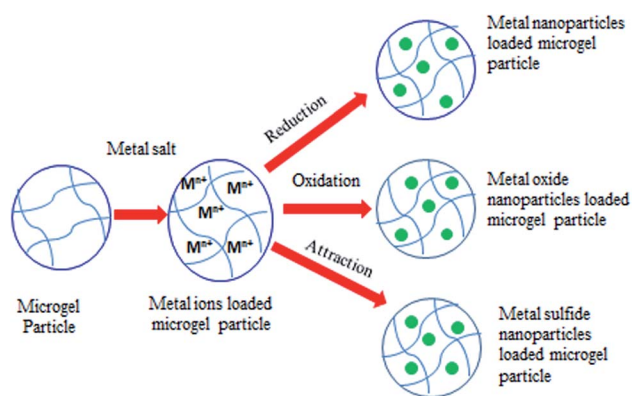 Metal nanoparticles
loaded microgel
particle
Reduction
Metal salt
Mn+
Mn+
Mn+
Mn+
Mn+
Oxidation
Metal oxide
nanoparticles loaded
microgel particle
Attraction
Microgel
Particle
Metal ions loaded
microgel particle
Metal sulfide
nanoparticles
loaded microgel
particle